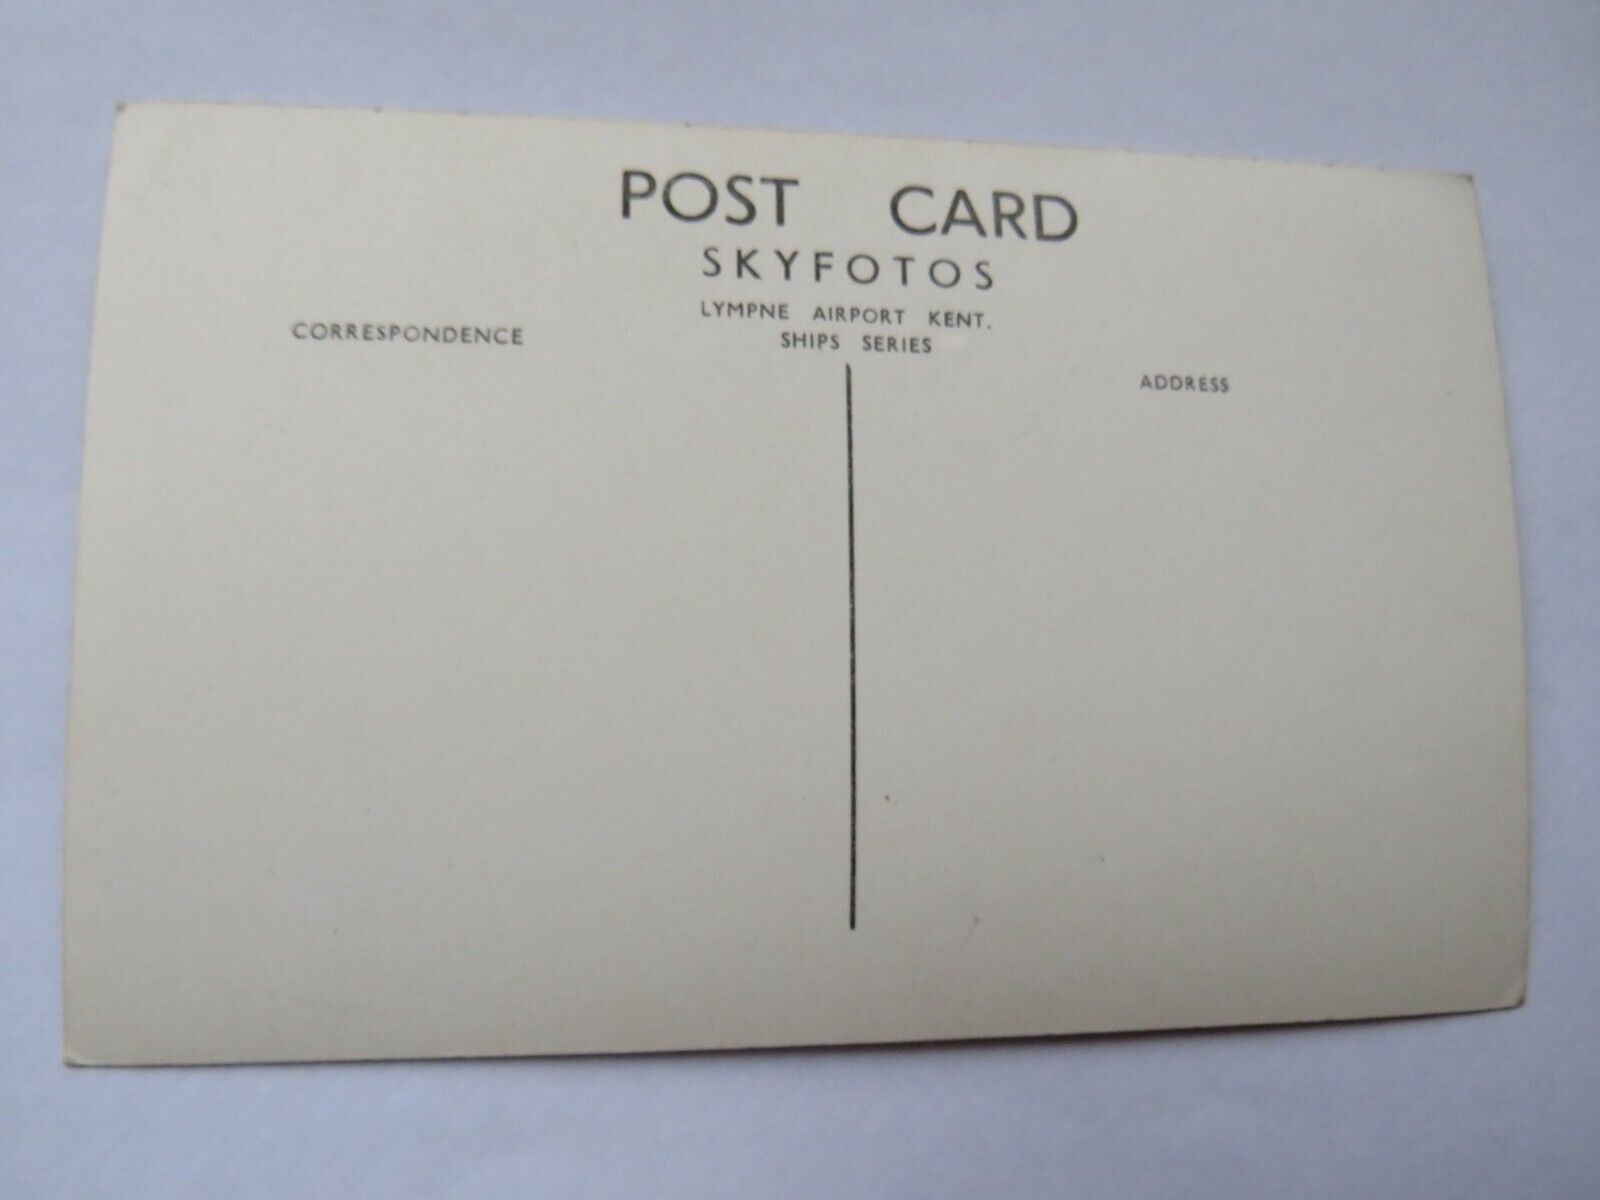 POST CARD
SKYFOTOS
LYMPNE AIRPORT KENT.
SHIPS SERIES
CORRESPONDENCE
ADDRESS